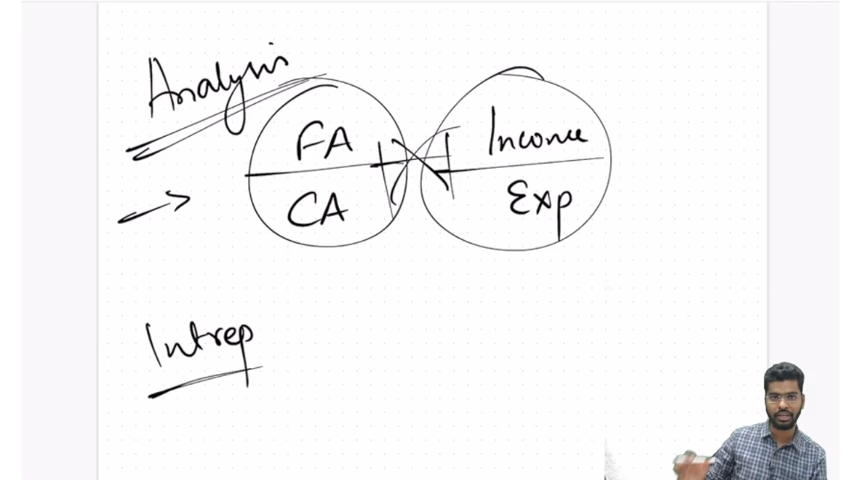 Analysis
FA
CA
Income
Exp
Intrep